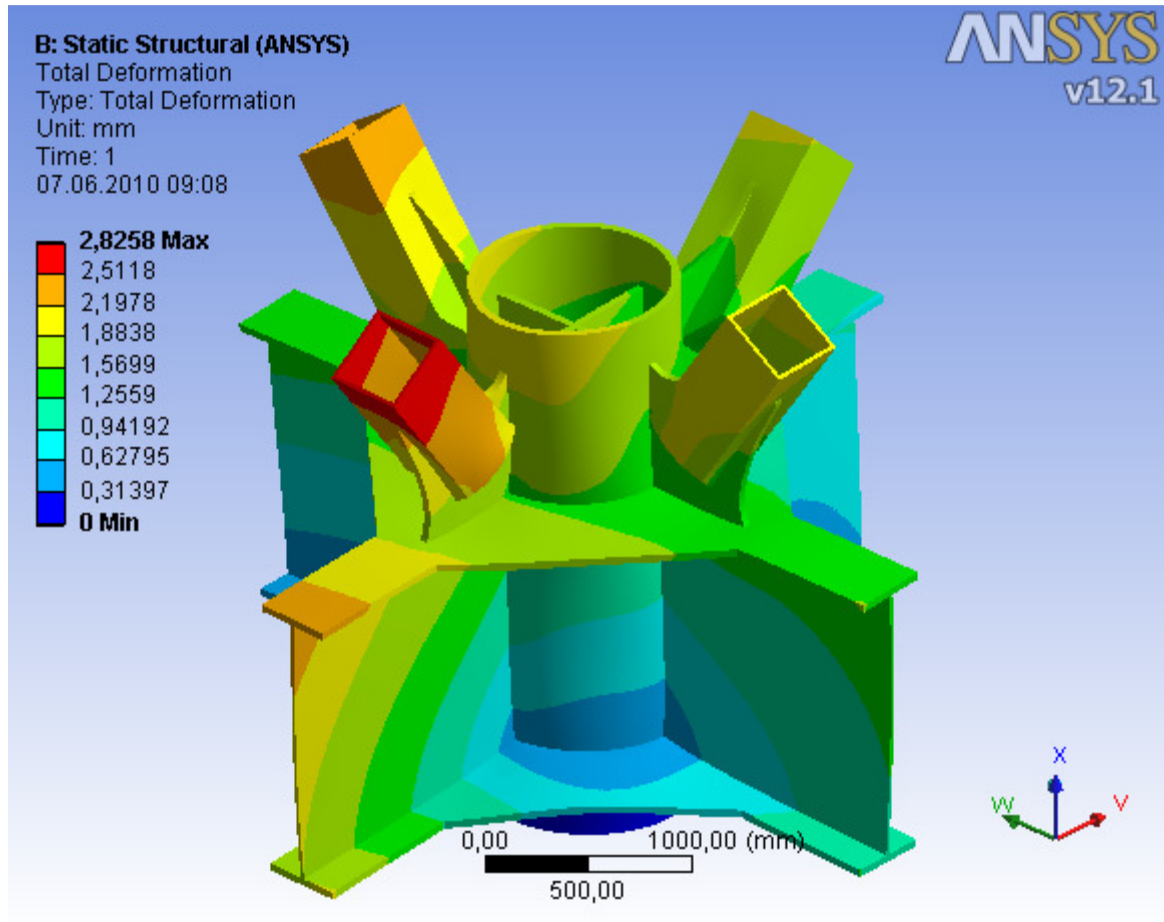 B: Static Structural (ANSYS)
Total Deformation
Type: Total Deformation
Unit: mm
Time: 1
07.06.2010 09:08
ANSYS
v12.1
2,8258 Max
2,5118
2,1978
1,8838
1,5699
1,2559
0,94192
0,62795
0,31397
0 Min
0,00 1000,00 (mm)
500,00
X
W V